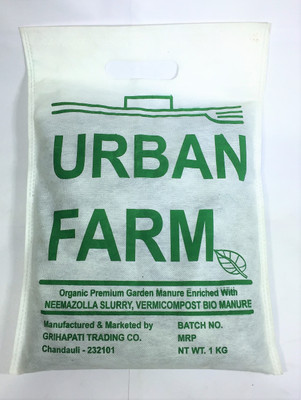 URBAN
FARM
Organic Premium Garden Manure Enriched With
NEEMAZOLLA SLURRY, VERMICOMPOST BIO MANURE
Manufactured & Marketed by
GRIHAPATI TRADING CO.
Chandauli - 232101
BATCH NO.
MRP
NT WT. 1 KG